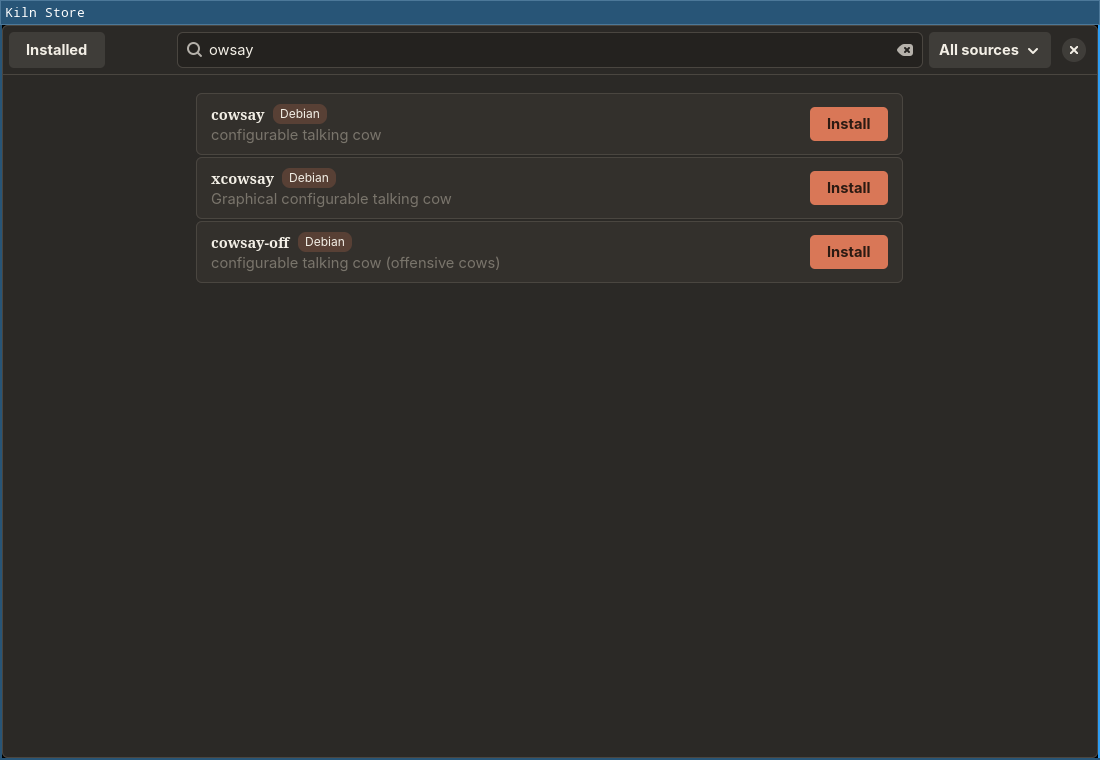 Kiln Store
Installed
owsay
All sources
cowsay Debian
configurable talking cow
Install
xcowsay Debian
Graphical configurable talking cow
Install
cowsay-off Debian
configurable talking cow (offensive cows)
Install